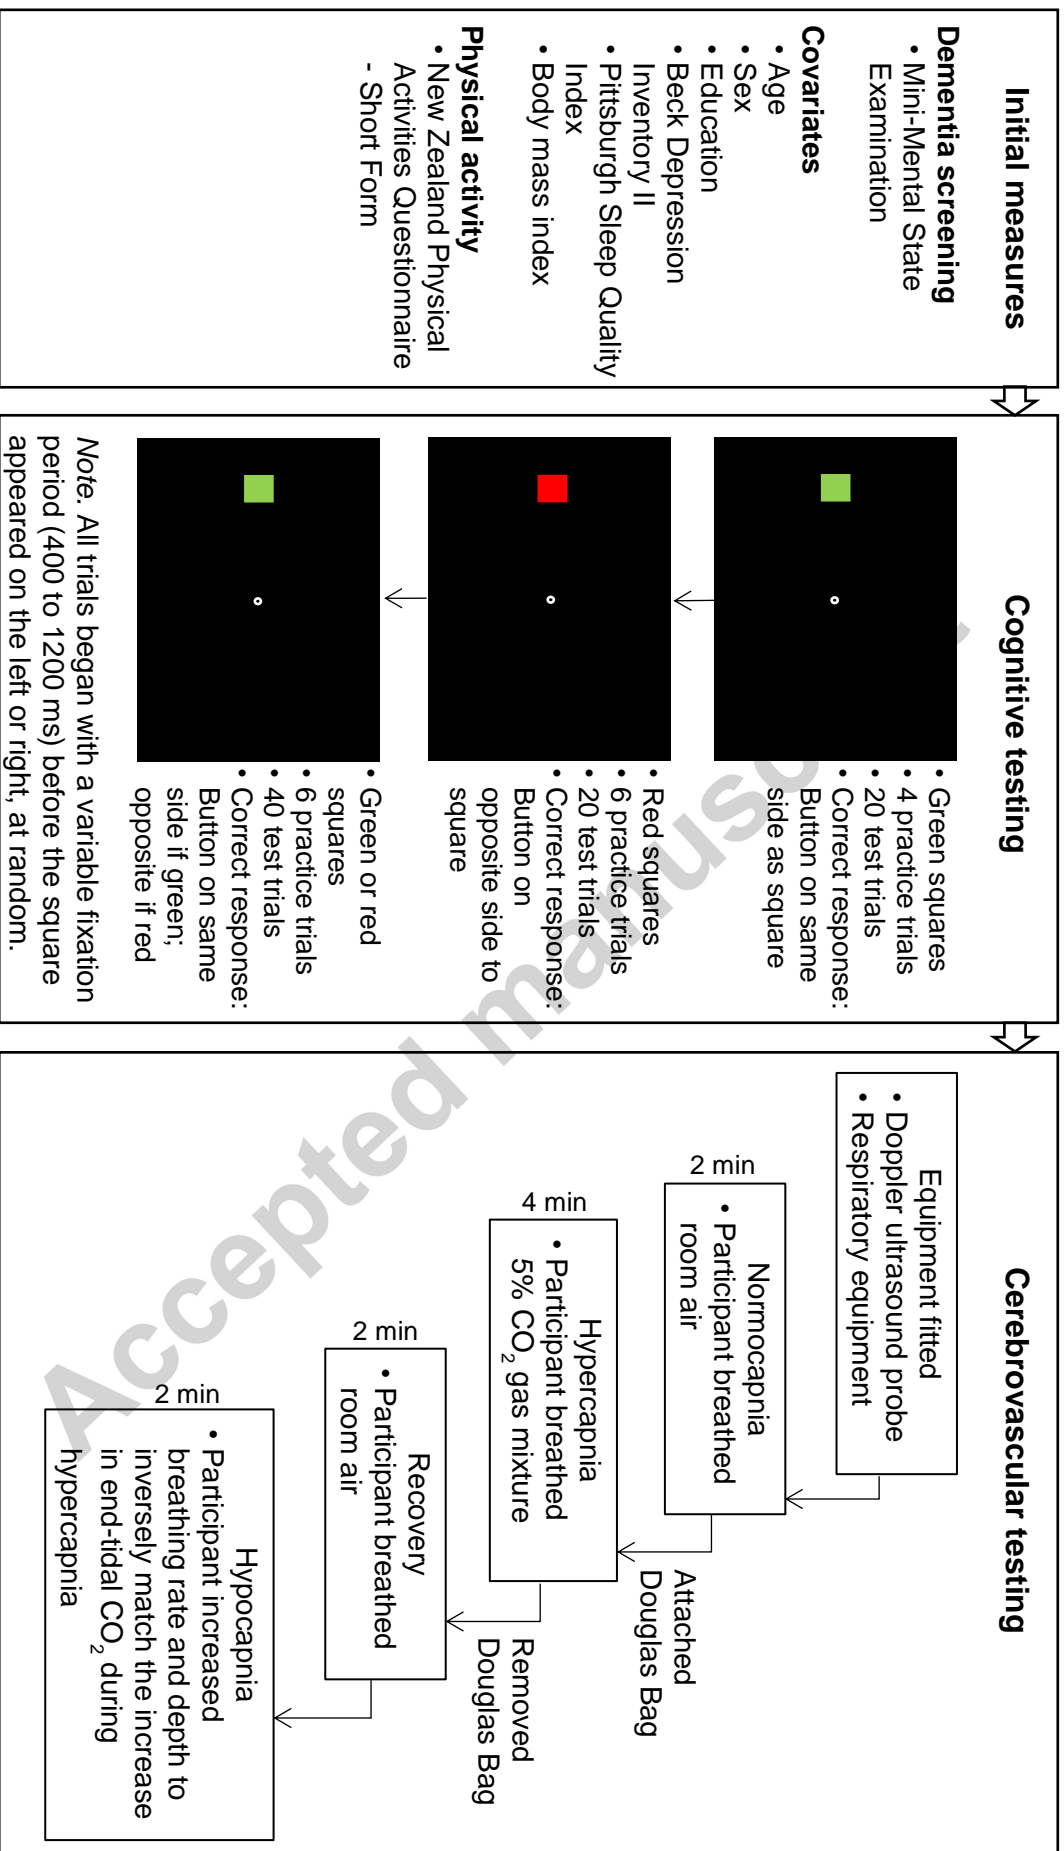 Initial measures
Dementia screening
• Mini-Mental State
Examination
Covariates
• Age
• Sex
• Education
• Beck Depression
Inventory II
• Pittsburgh Sleep Quality
Index
• Body mass index
Physical activity
• New Zealand Physical
Activities Questionnaire
- Short Form
Cognitive testing
• Green squares
• 4 practice trials
• 20 test trials
• Correct response:
Button on same
side as square
• Red squares
• 6 practice trials
• 20 test trials
• Correct response:
Button on
opposite side to
square
• Green or red
squares
• 6 practice trials
• 40 test trials
• Correct response:
Button on same
side if green;
opposite if red
Note. All trials began with a variable fixation
period (400 to 1200 ms) before the square
appeared on the left or right, at random.
Cerebrovascular testing
Equipment fitted
• Doppler ultrasound probe
• Respiratory equipment
2 min
Normocapnia
• Participant breathed
room air
Attached
Douglas Bag
4 min
Hypercapnia
• Participant breathed
5% CO₂ gas mixture
Removed
Douglas Bag
2 min
Recovery
• Participant breathed
room air
2 min
Hypocapnia
• Participant increased
breathing rate and depth to
inversely match the increase
in end-tidal CO₂ during
hypercapnia
Accepted manuscript